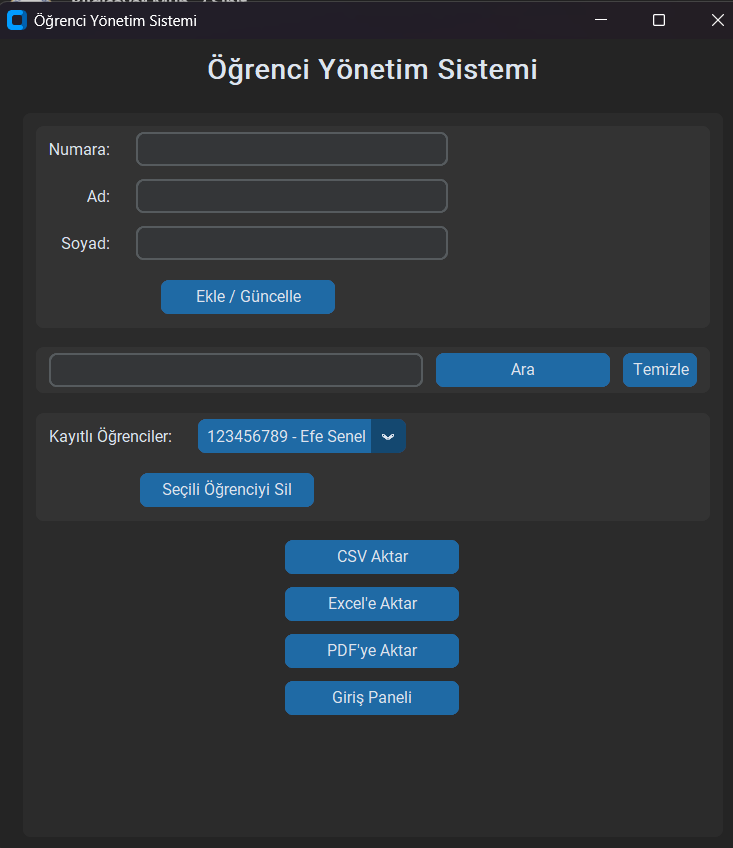 Öğrenci Yönetim Sistemi
Öğrenci Yönetim Sistemi
Numara:
Ad:
Soyad:
Ekle / Güncelle
Ara Temizle
Kayıtlı Öğrenciler: 123456789 - Efe Senel
Seçili Öğrenciyi Sil
CSV Aktar
Excel'e Aktar
PDF'ye Aktar
Giriş Paneli